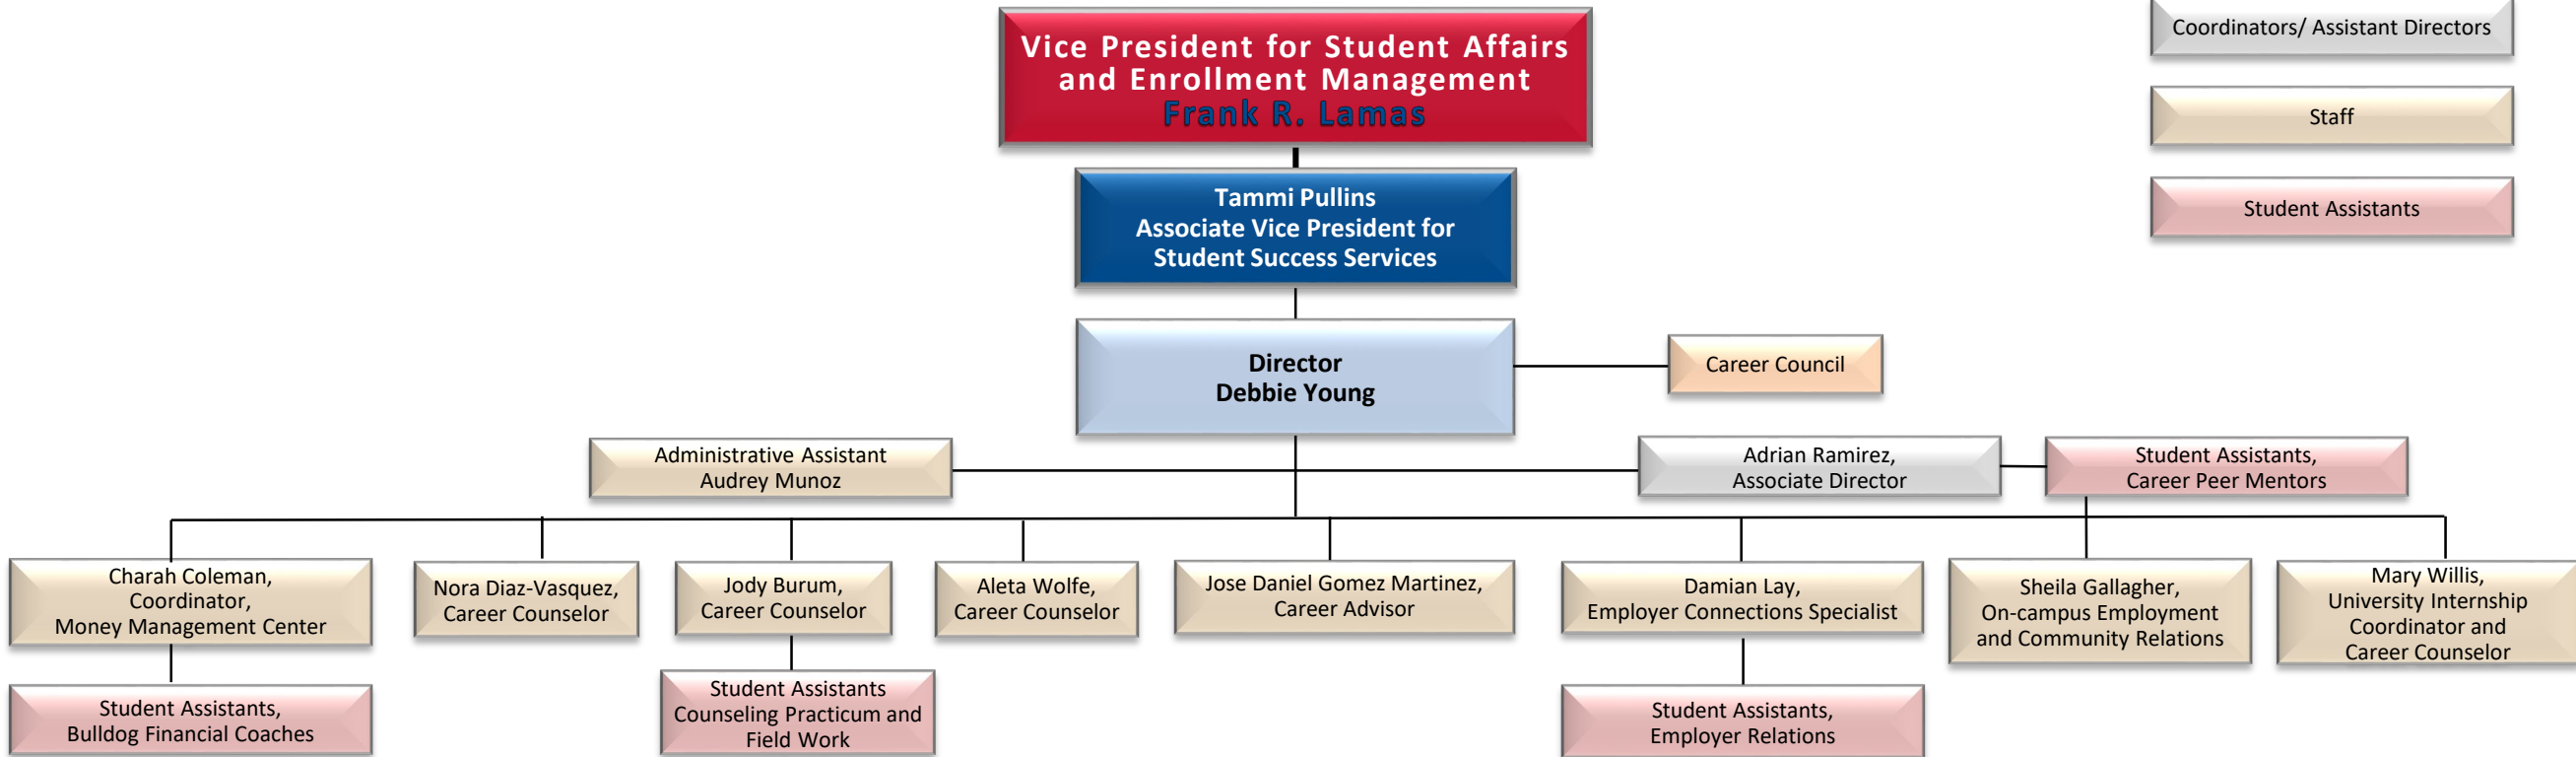 Vice President for Student Affairs
and Enrollment Management
Frank R. Lamas
Coordinators/ Assistant Directors
Staff
Student Assistants
Tammi Pullins
Associate Vice President for
Student Success Services
Director
Debbie Young
Career Council
Administrative Assistant
Audrey Munoz
Adrian Ramirez,
Associate Director
Student Assistants,
Career Peer Mentors
Charah Coleman,
Coordinator,
Money Management Center
Nora Diaz-Vasquez,
Career Counselor
Jody Burum,
Career Counselor
Aleta Wolfe,
Career Counselor
Jose Daniel Gomez Martinez,
Career Advisor
Damian Lay,
Employer Connections Specialist
Sheila Gallagher,
On-campus Employment
and Community Relations
Mary Willis,
University Internship
Coordinator and
Career Counselor
Student Assistants,
Bulldog Financial Coaches
Student Assistants
Counseling Practicum and
Field Work
Student Assistants,
Employer Relations